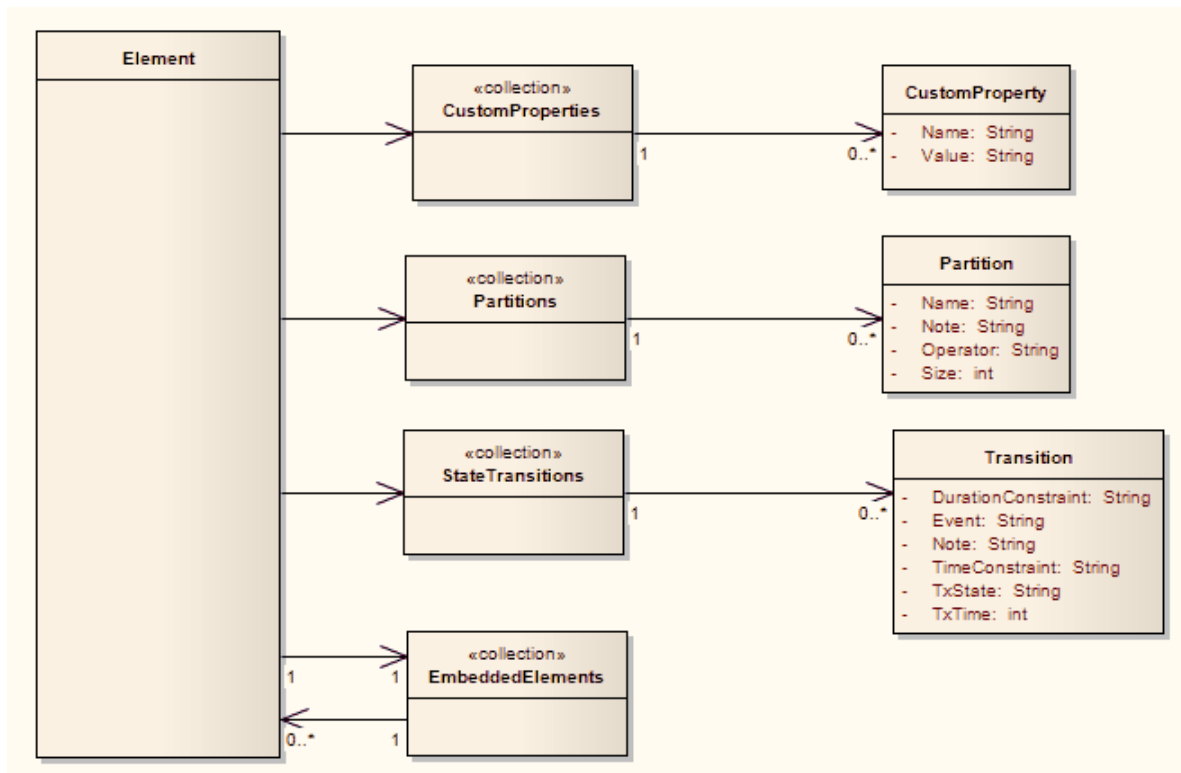 Element
«collection»
CustomProperties
1
0..*
CustomProperty
- Name: String
- Value: String
«collection»
Partitions
1
0..*
Partition
- Name: String
- Note: String
- Operator: String
- Size: int
«collection»
StateTransitions
1
0..*
Transition
- DurationConstraint: String
- Event: String
- Note: String
- TimeConstraint: String
- TxState: String
- TxTime: int
«collection»
EmbeddedElements
1
1
0..*
1